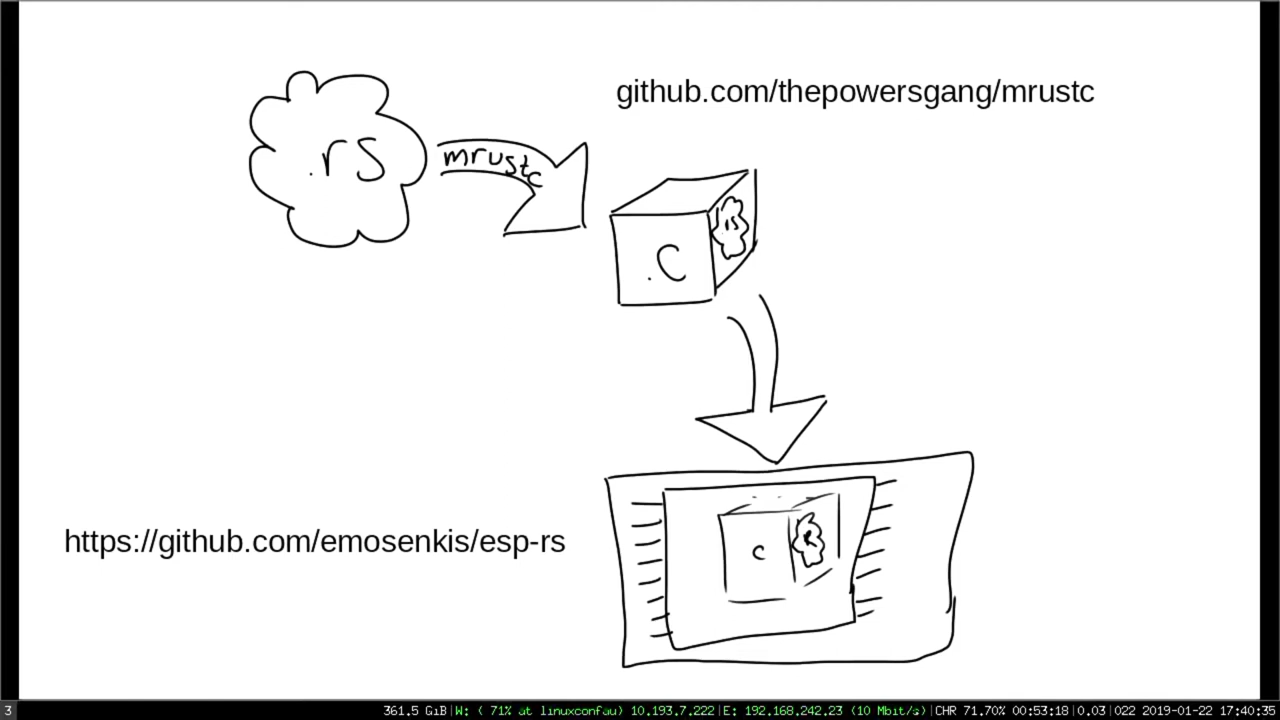 github.com/thepowersgang/mrustc
.rs
mrustc
rs
.C
https://github.com/emosenkis/esp-rs
c
R
3
361.5 GiB|W: ( 71% at linuxconfau) 10.193.7.222|E: 192.168.242.23 (10 Mbit/s)|CHR 71.70% 00:53:18|0.03|022 2019-01-22 17:40:35